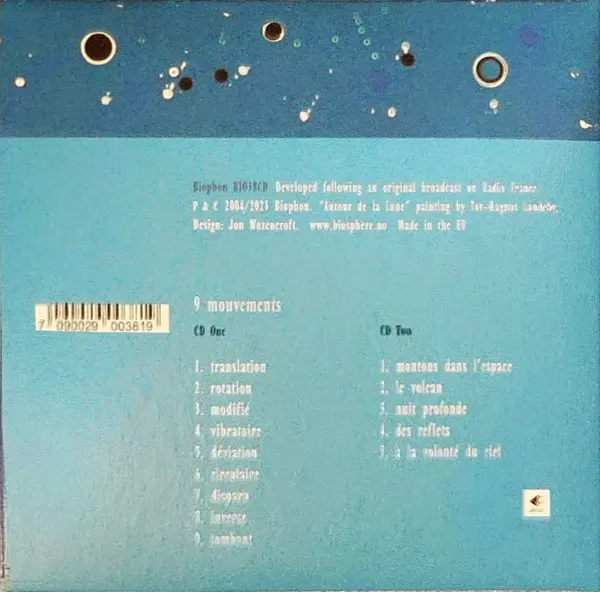 Biophon BIO38CD Developed following an original broadcast on Radio France
P & C 2004/2023 Biophon. "Autour de la Lune" painting by Tor-Magnus Lundeby.
Design: Jon Wozencroft. www.biosphere.no Made in the EU
7 090029 003819
9 mouvements
CD One
1. translation
2. rotation
3. modifié
4. vibratoire
5. déviation
6. circulaire
7. disparu
8. inverse
9. tombant
CD Two
1. montons dans l'espace
2. le volcan
3. nuit profonde
4. des reflets
5. à la volonté du ciel